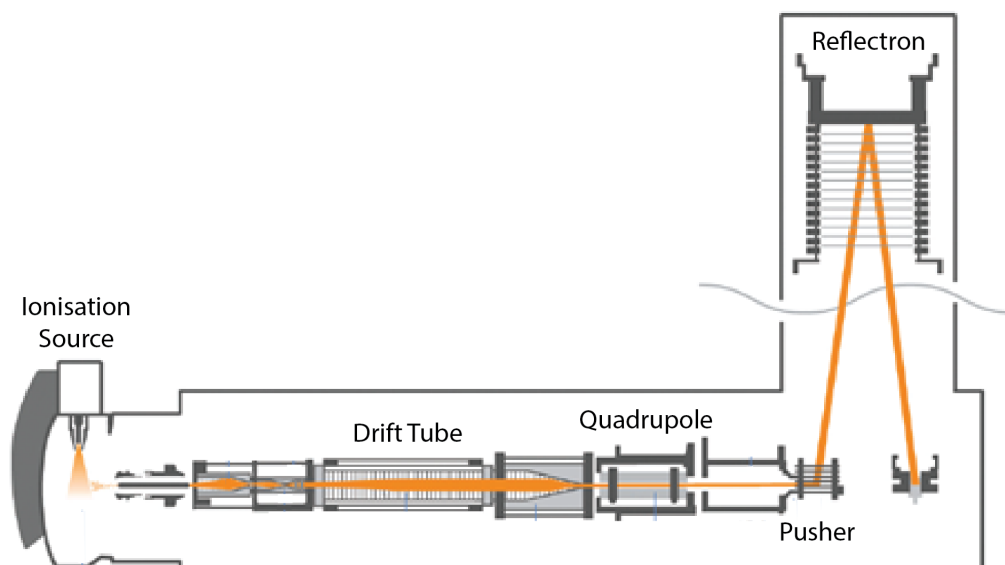 Reflectron
Ionisation
Source
Drift Tube
Quadrupole
Pusher